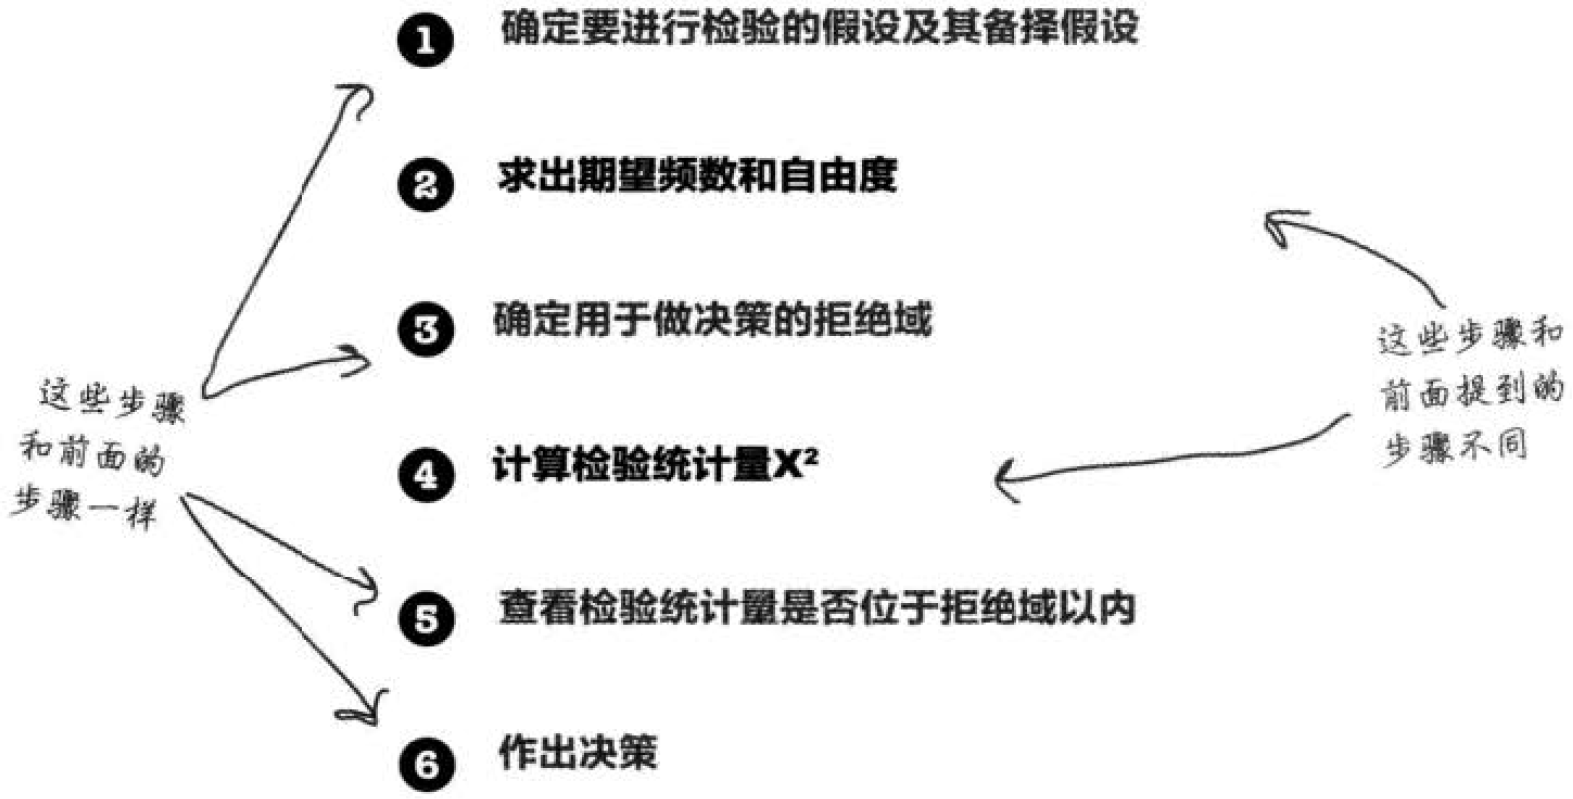 1 确定要进行检验的假设及其备择假设
2 求出期望频数和自由度
3 确定用于做决策的拒绝域
4 计算检验统计量X²
5 查看检验统计量是否位于拒绝域以内
6 作出决策
这些步骤
和前面的
步骤一样
这些步骤和
前面提到的
步骤不同